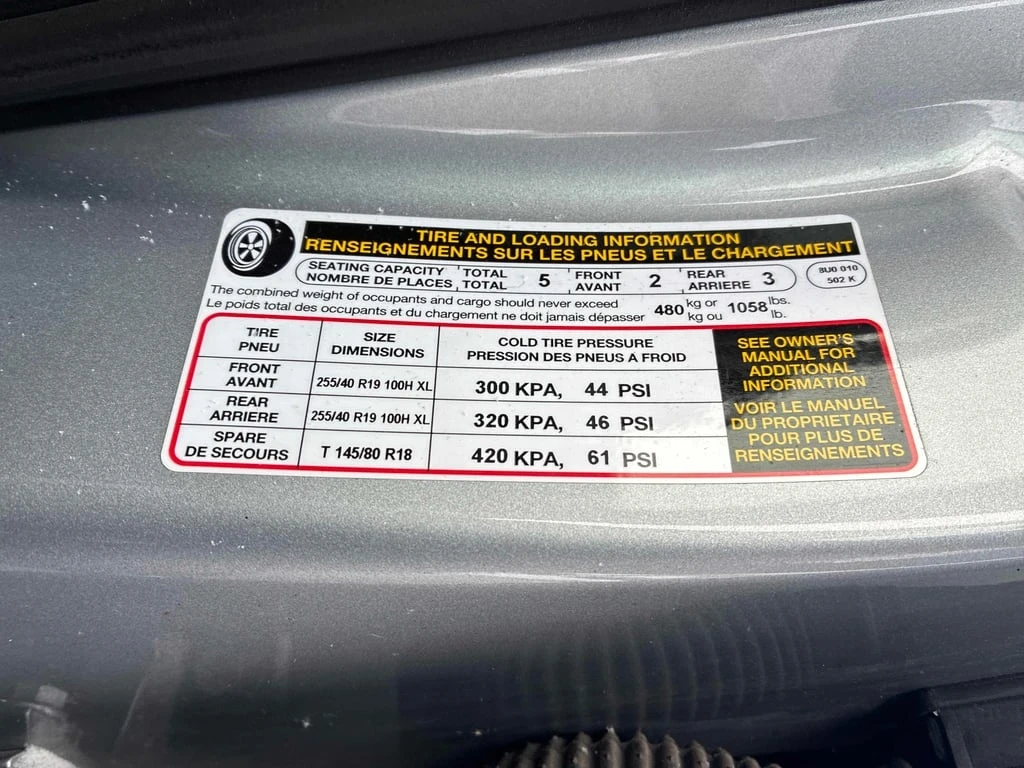 TIRE AND LOADING INFORMATION
RENSEIGNEMENTS SUR LES PNEUS ET LE CHARGEMENT
SEATING CAPACITY TOTAL 5 FRONT 2 REAR 3
NOMBRE DE PLACES TOTAL AVANT ARRIERE
8U0 010
502 K
The combined weight of occupants and cargo should never exceed 480 kg or 1058 lbs.
Le poids total des occupants et du chargement ne doit jamais dépasser kg ou lb.
TIRE SIZE COLD TIRE PRESSURE
PNEU DIMENSIONS PRESSION DES PNEUS A FROID
FRONT
AVANT 255/40 R19 100H XL 300 KPA, 44 PSI
REAR
ARRIERE 255/40 R19 100H XL 320 KPA, 46 PSI
SPARE
DE SECOURS T 145/80 R18 420 KPA, 61 PSI
SEE OWNER'S
MANUAL FOR
ADDITIONAL
INFORMATION
VOIR LE MANUEL
DU PROPRIETAIRE
POUR PLUS DE
RENSEIGNEMENTS